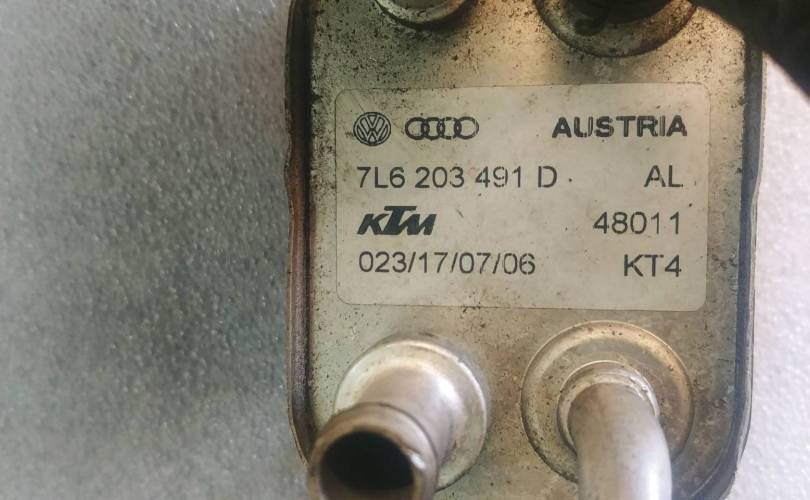 AUSTRIA
7L6 203 491 D AL
KTM 48011
023/17/07/06 KT4